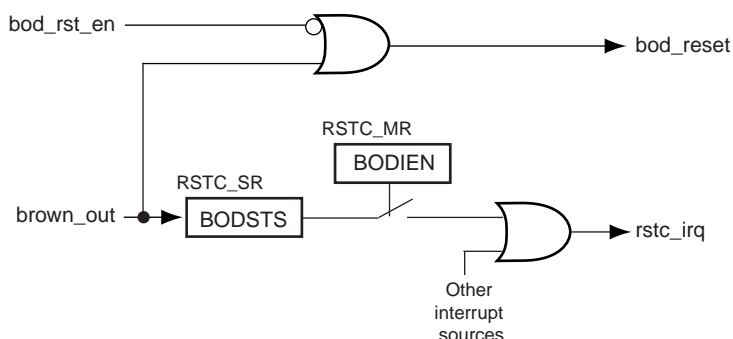 bod_rst_en
bod_reset
RSTC_MR
BODIEN
RSTC_SR
brown_out
BODSTS
rstc_irq
Other
interrupt
sources